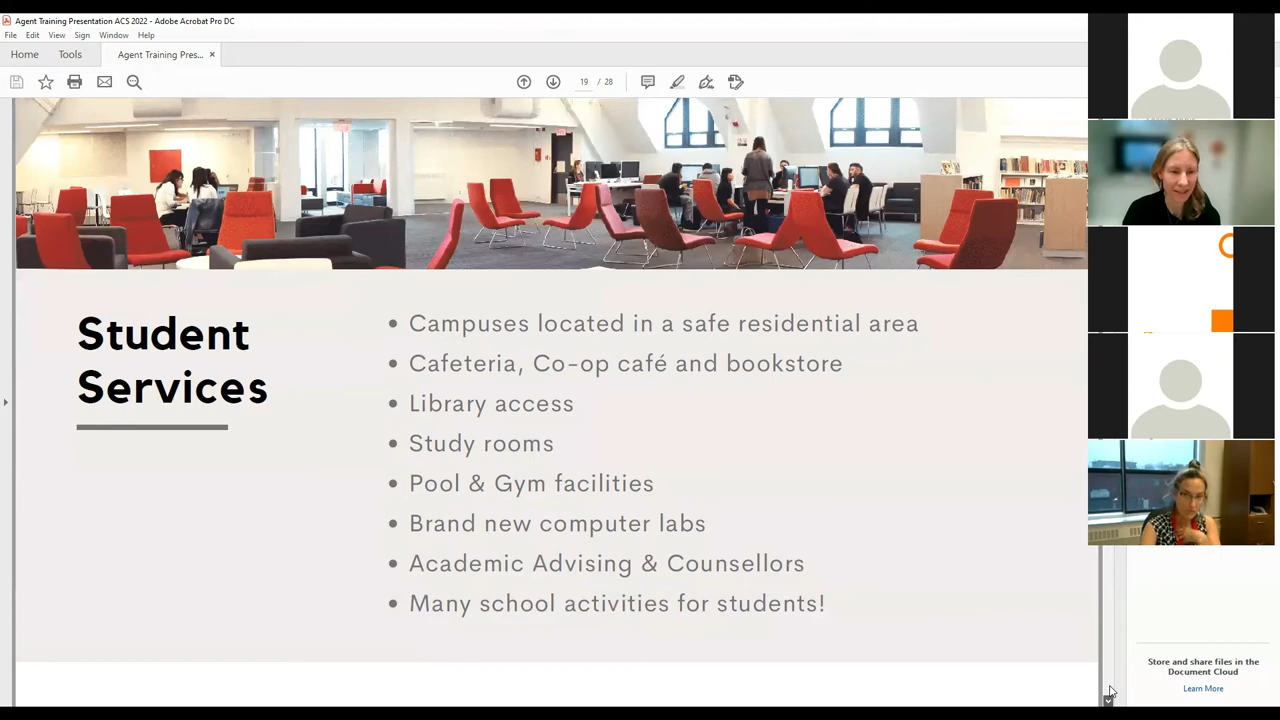 Agent Training Presentation ACS 2022 - Adobe Acrobat Pro DC
File Edit View Sign Window Help
Home Tools Agent Training Pres... ×
19 / 28
Student
Services
• Campuses located in a safe residential area
• Cafeteria, Co-op café and bookstore
• Library access
• Study rooms
• Pool & Gym facilities
• Brand new computer labs
• Academic Advising & Counsellors
• Many school activities for students!
Store and share files in the
Document Cloud
Learn More